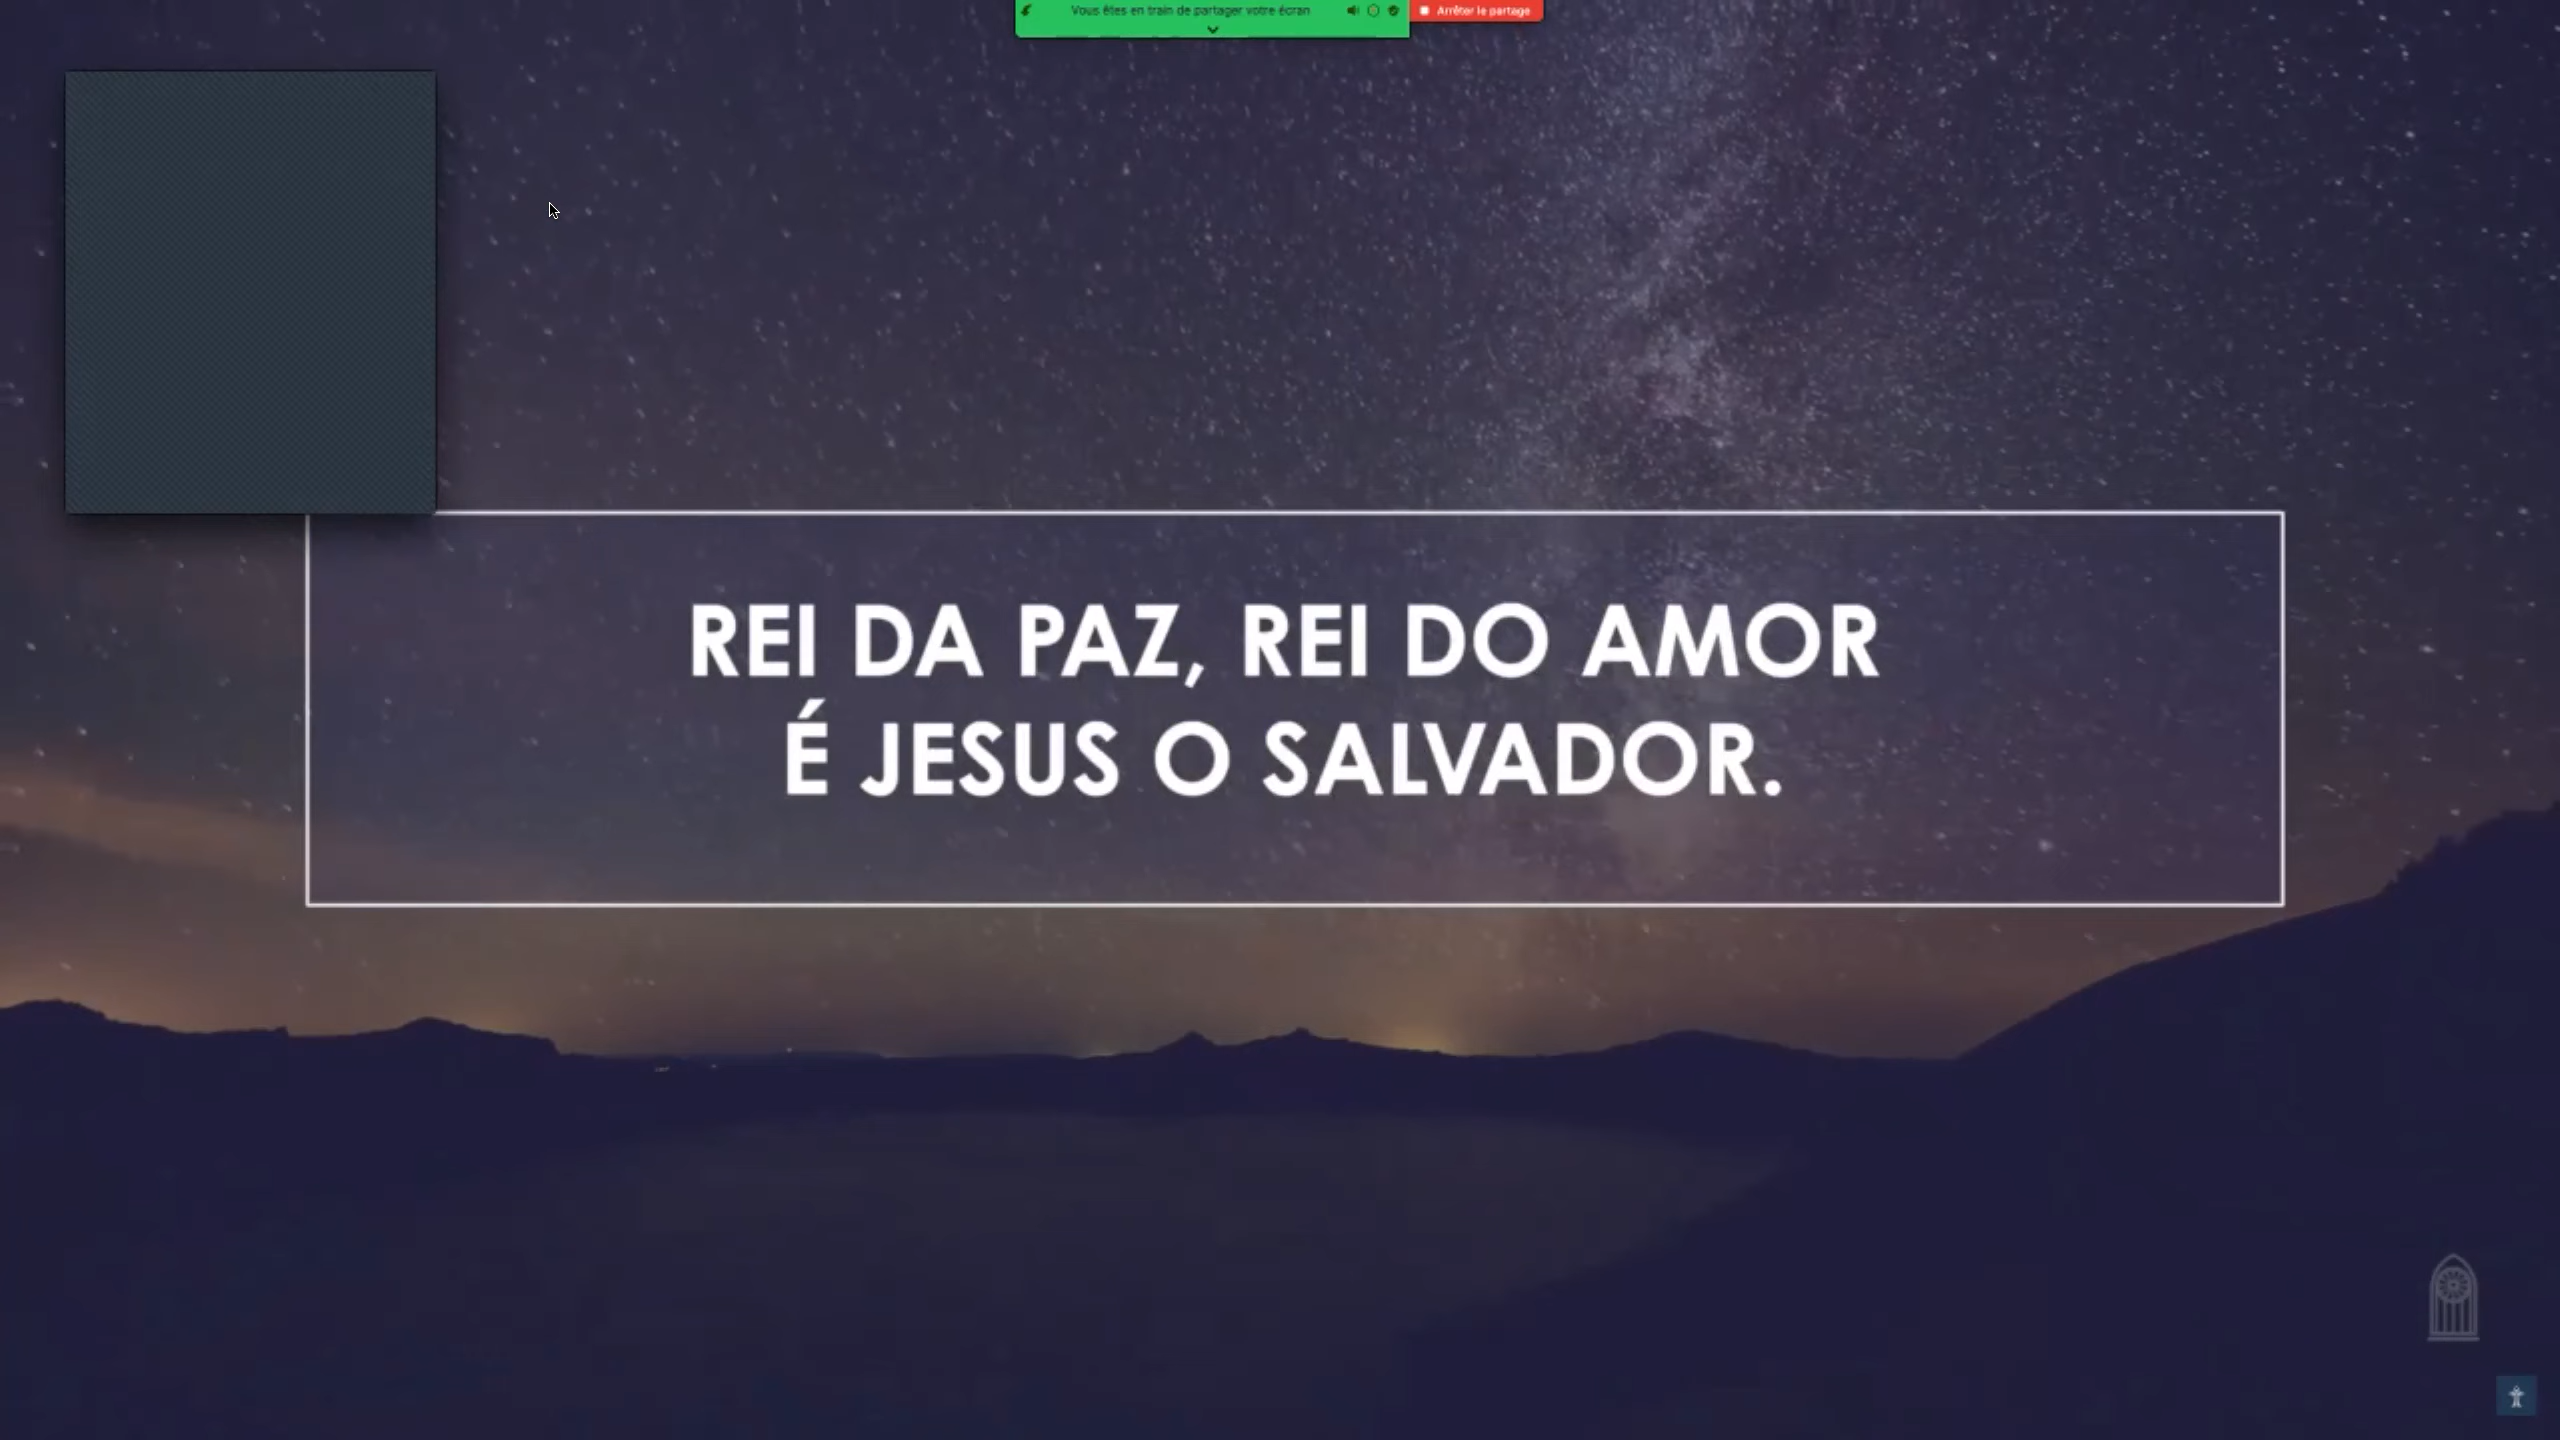 Vous êtes en train de partager votre écran
Arrêter le partage
REI DA PAZ, REI DO AMOR
É JESUS O SALVADOR.